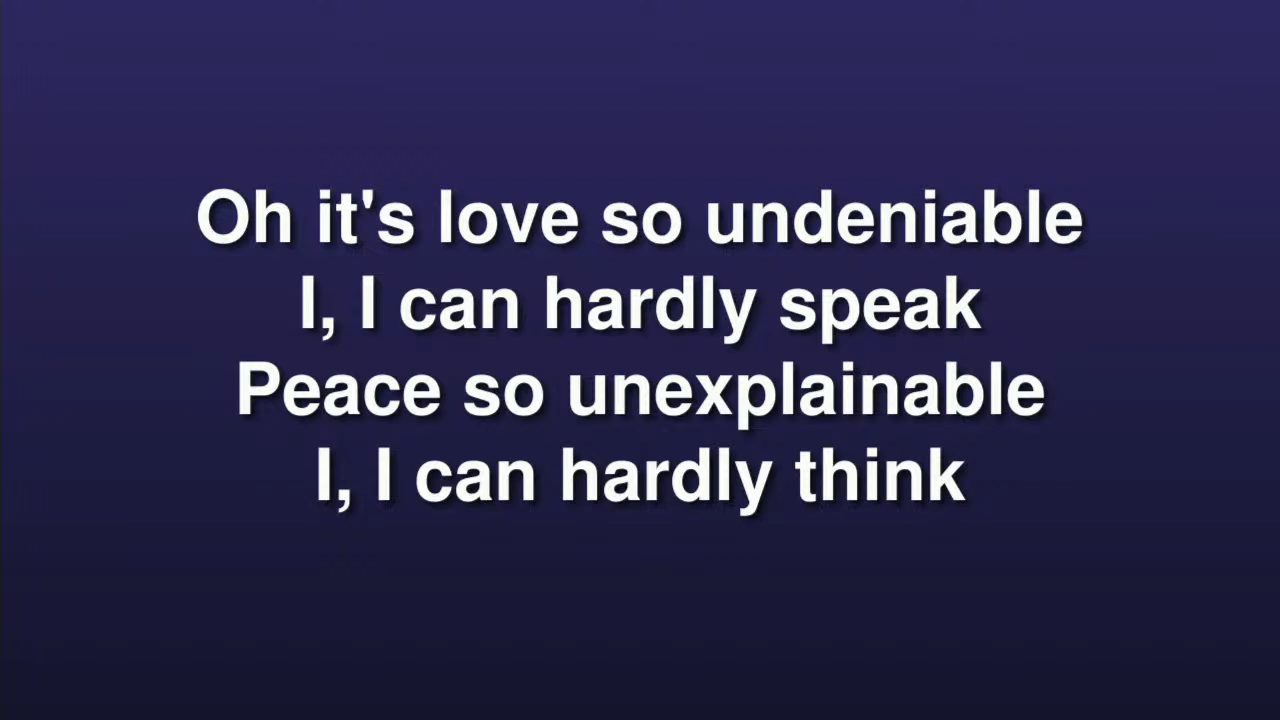 Oh it's love so undeniable
I, I can hardly speak
Peace so unexplainable
I, I can hardly think